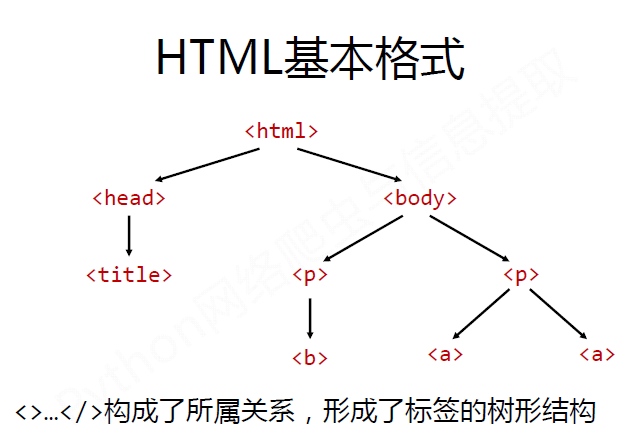 HTML基本格式
<html>
<head> <body>
<title> <p> <p>
<b> <a> <a>
<>…</>构成了所属关系，形成了标签的树形结构
Python网络爬虫与信息提取